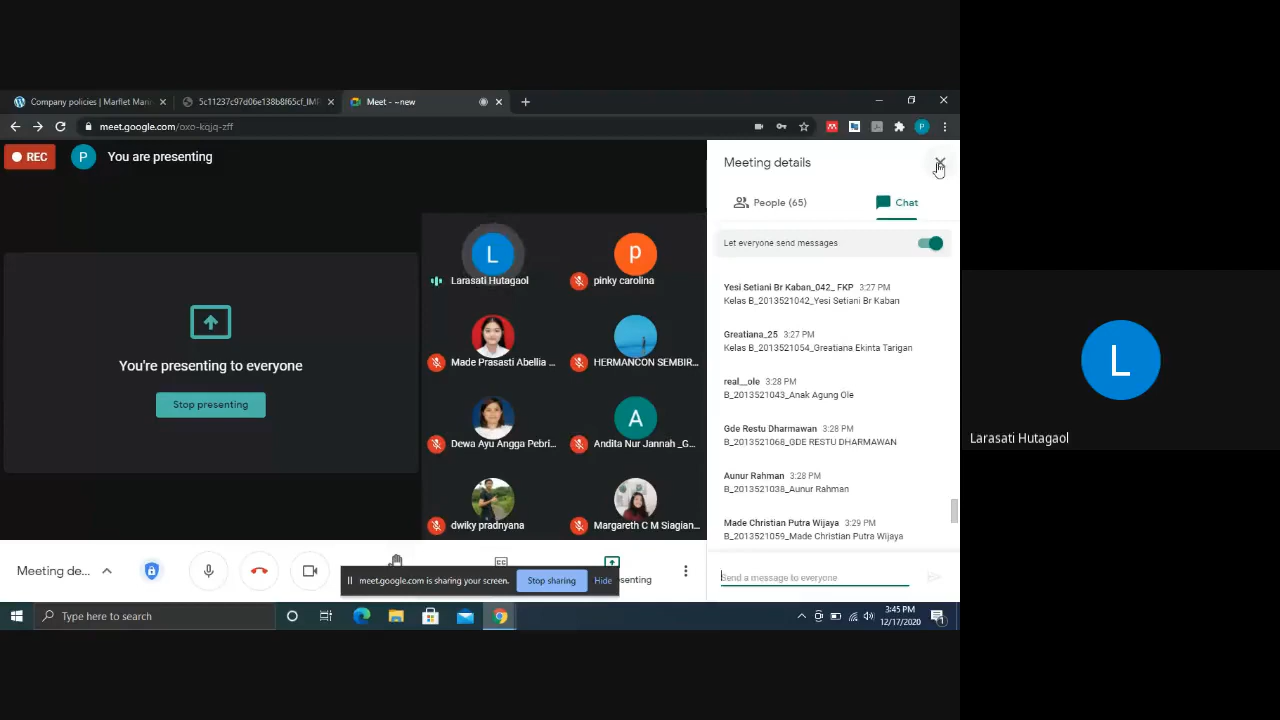 Company policies | Marflet Mari
5c11237c97d06e138b8f65cf_IMF
Meet - ~new
meet.google.com/oxo-kqjq-zff
P
REC
P
You are presenting
Meeting details
People (65)
Chat
Let everyone send messages
L
Larasati Hutagaol
p
pinky carolina
Made Prasasti Abellia ...
HERMANCON SEMBIR...
Dewa Ayu Angga Pebri...
A
Andita Nur Jannah _G...
dwiky pradnyana
Margareth C M Siagian...
You're presenting to everyone
Stop presenting
Yesi Setiani Br Kaban_042_ FKP 3:27 PM
Kelas B_2013521042_Yesi Setiani Br Kaban
Greatiana_25 3:27 PM
Kelas B_2013521054_Greatiana Ekinta Tarigan
real__ole 3:28 PM
B_2013521043_Anak Agung Ole
Gde Restu Dharmawan 3:28 PM
B_2013521068_GDE RESTU DHARMAWAN
Aunur Rahman 3:28 PM
B_2013521038_Aunur Rahman
Made Christian Putra Wijaya 3:29 PM
B_2013521059_Made Christian Putra Wijaya
Send a message to everyone
Meeting de...
meet.google.com is sharing your screen.
Stop sharing
Hide
enting
Type here to search
3:45 PM
12/17/2020
1
L
Larasati Hutagaol